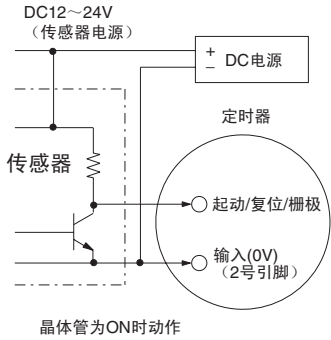 DC12～24V
（传感器电源）
+
−
DC电源
定时器
传感器
起动/复位/栅极
输入(0V)
（2号引脚）
晶体管为ON时动作